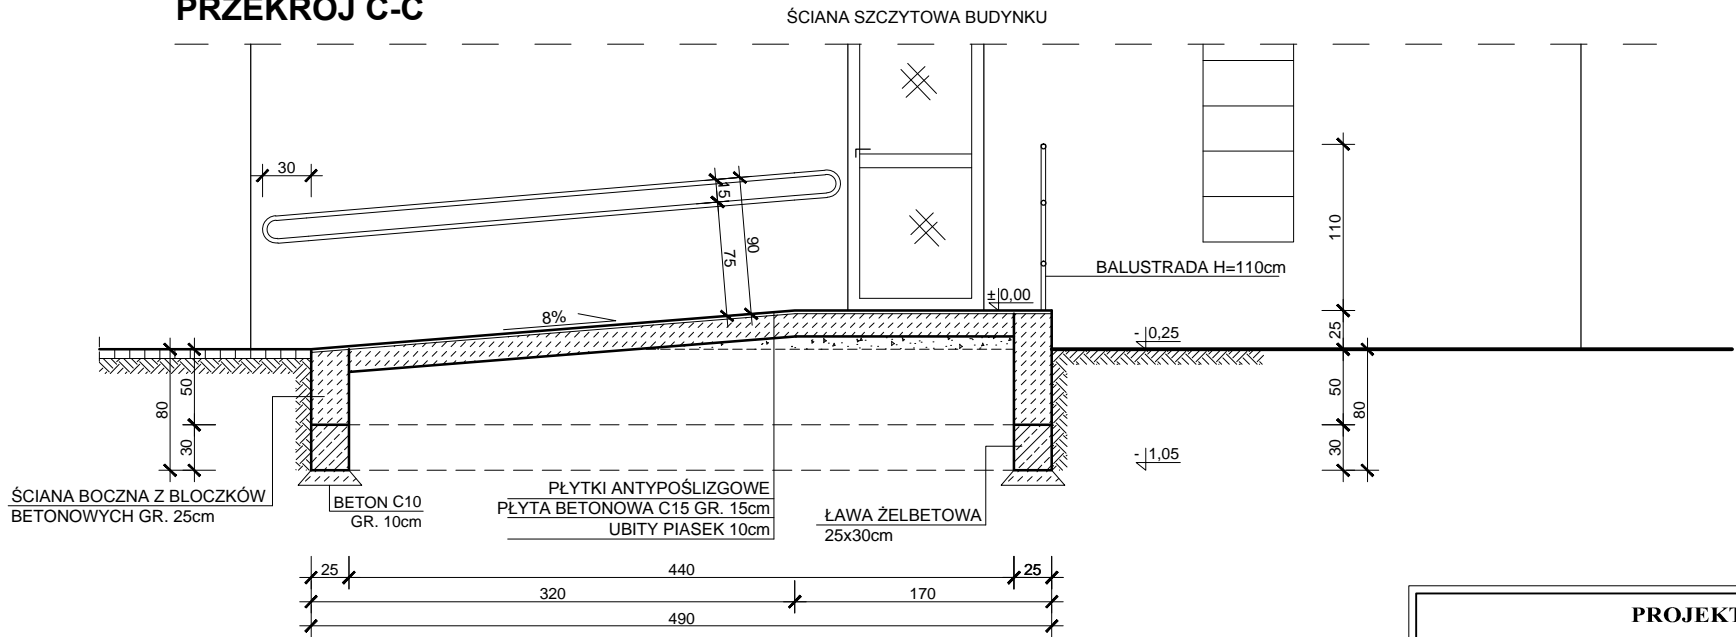 PRZEKRÓJ C-C
ŚCIANA SZCZYTOWA BUDYNKU
30
15
75
90
8%
± 0,00
BALUSTRADA H=110cm
110
- 0,25
25
50
80
30
50
80
30
- 1,05
ŚCIANA BOCZNA Z BLOCZKÓW
BETONOWYCH GR. 25cm
BETON C10
GR. 10cm
PŁYTKI ANTYPOŚLIZGOWE
PŁYTA BETONOWA C15 GR. 15cm
UBITY PIASEK 10cm
ŁAWA ŻELBETOWA
25x30cm
25 440 25
320 170
490
PROJEKT